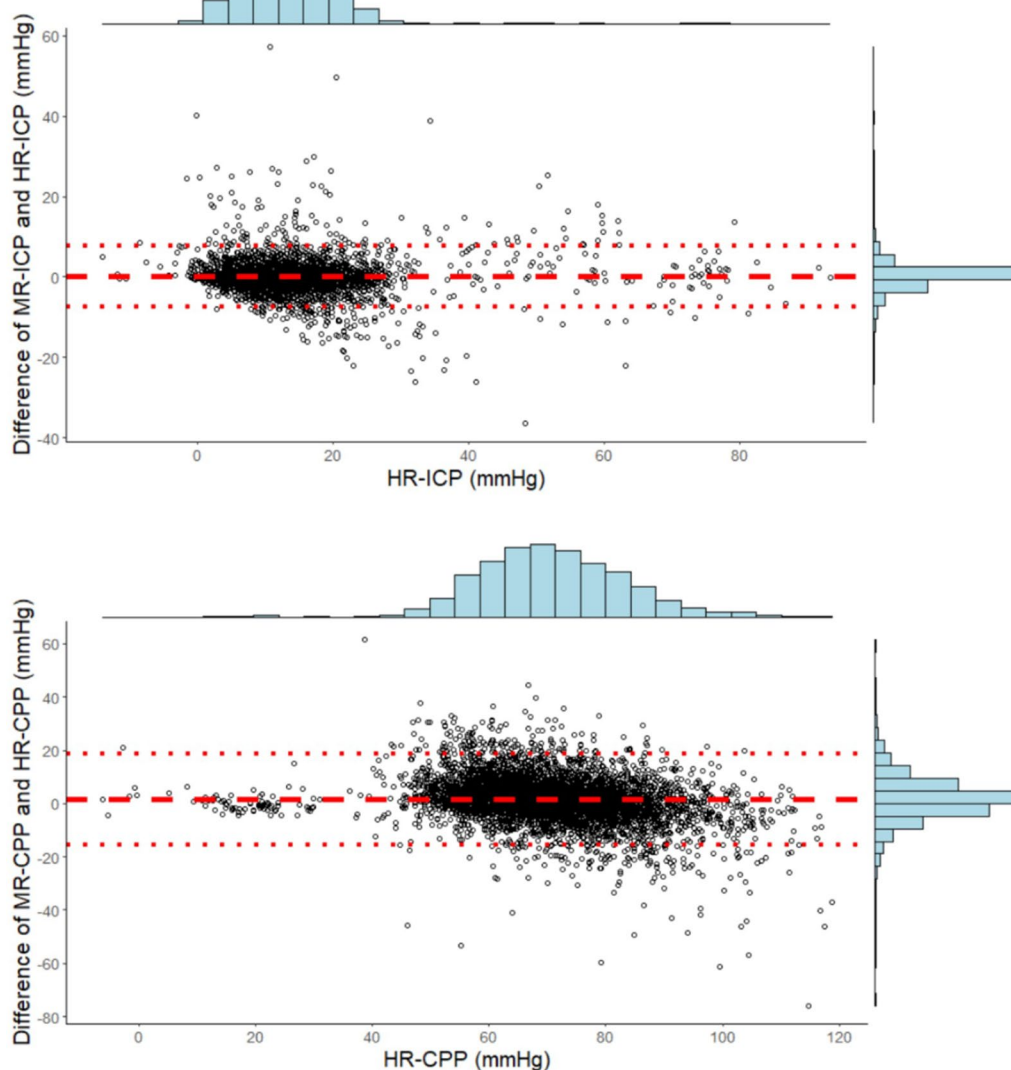 Difference of MR-ICP and HR-ICP (mmHg)
60
40
20
0
-20
-40
0 20 40 60 80
HR-ICP (mmHg)
Difference of MR-CPP and HR-CPP (mmHg)
60
40
20
0
-20
-40
-60
-80
0 20 40 60 80 100 120
HR-CPP (mmHg)